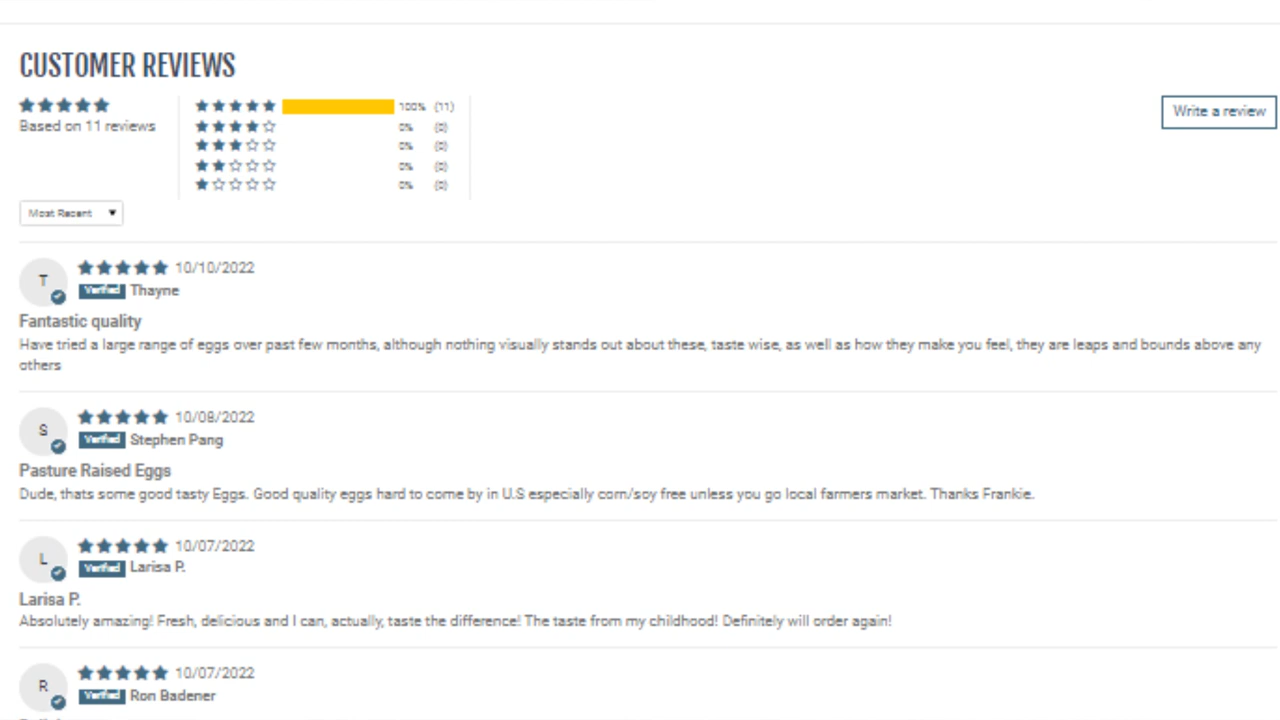 CUSTOMER REVIEWS
Based on 11 reviews
100% (11)
0% (0)
0% (0)
0% (0)
0% (0)
Write a review
Most Recent
T
10/10/2022
Verified Thayne
Fantastic quality
Have tried a large range of eggs over past few months, although nothing visually stands out about these, taste wise, as well as how they make you feel, they are leaps and bounds above any
others
S
10/08/2022
Verified Stephen Pang
Pasture Raised Eggs
Dude, thats some good tasty Eggs. Good quality eggs hard to come by in U.S especially corn/soy free unless you go local farmers market. Thanks Frankie.
L
10/07/2022
Verified Larisa P.
Larisa P.
Absolutely amazing! Fresh, delicious and I can, actually, taste the difference! The taste from my childhood! Definitely will order again!
R
10/07/2022
Verified Ron Badener